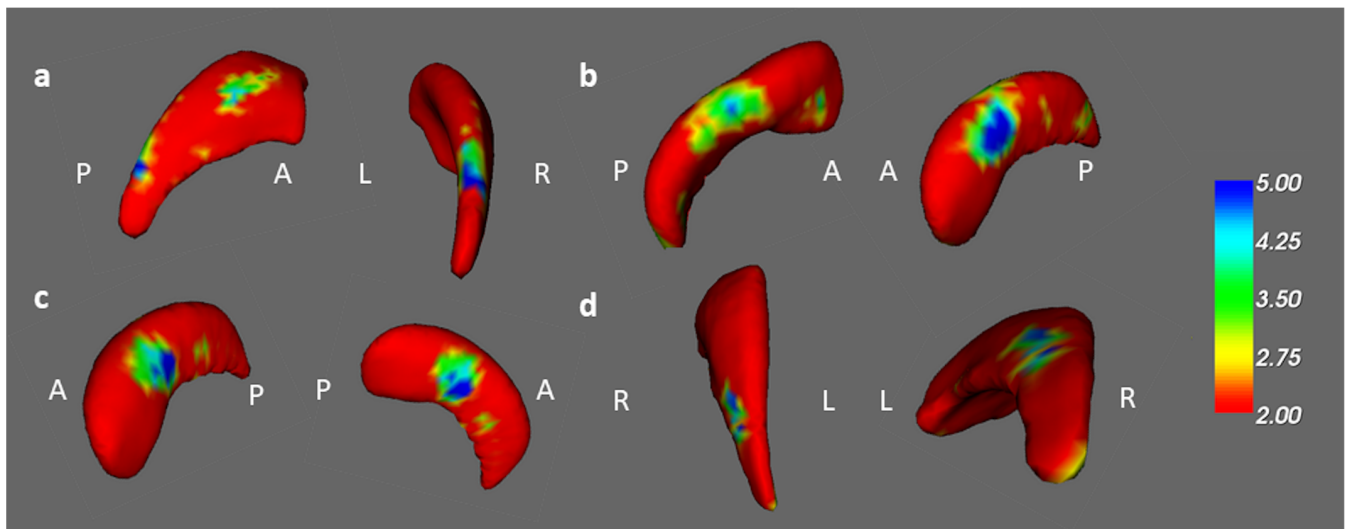 a
P A L R
b
P A A P
c
A P P A
d
R L L R
5.00
4.25
3.50
2.75
2.00